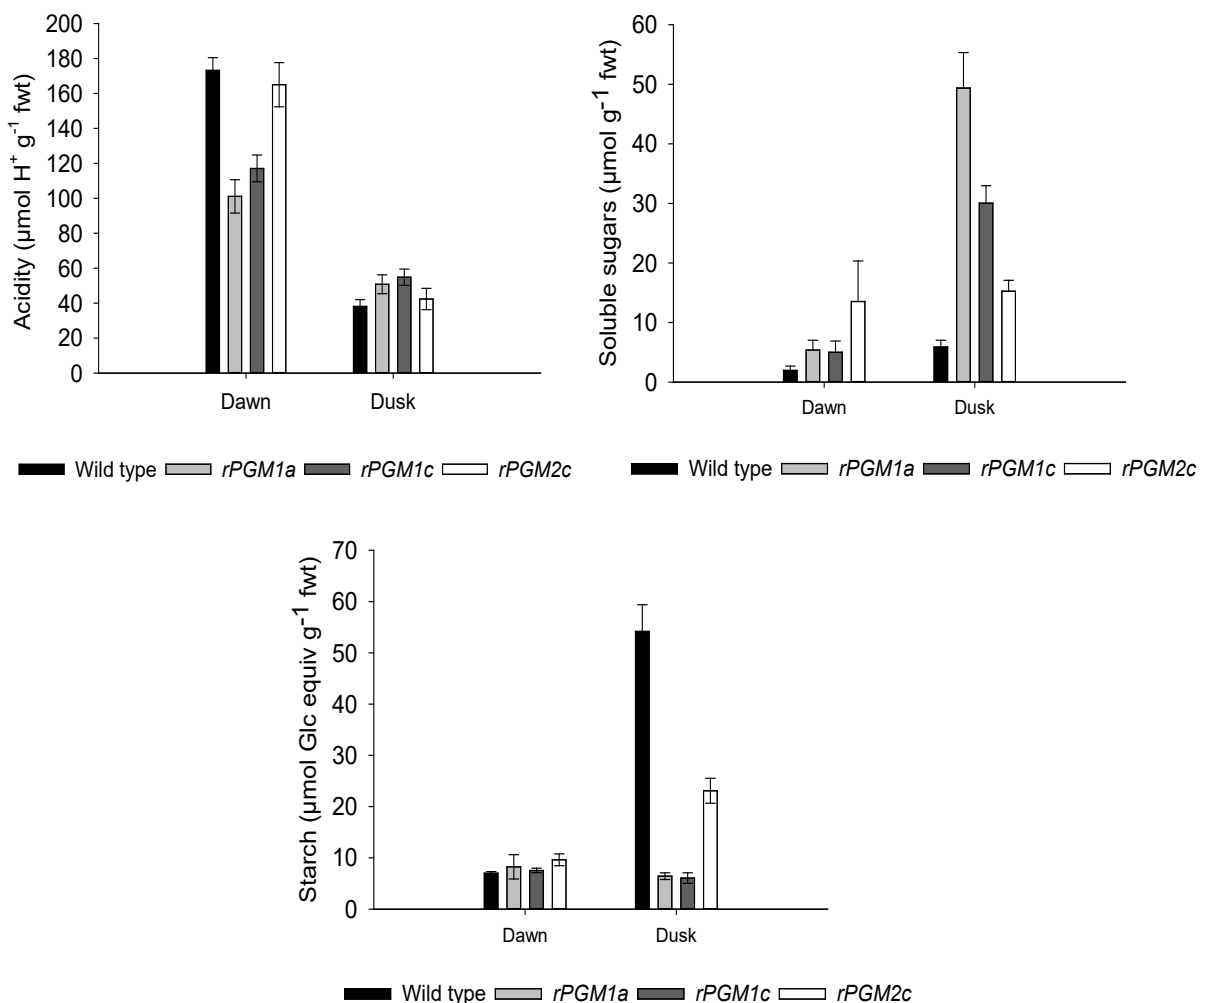 Acidity (µmol H+ g-1 fwt)
200
180
160
140
120
100
80
60
40
20
0
Dawn Dusk
Wild type rPGM1a rPGM1c rPGM2c
Soluble sugars (µmol g-1 fwt)
60
50
40
30
20
10
0
Dawn Dusk
Wild type rPGM1a rPGM1c rPGM2c
Starch (µmol Glc equiv g-1 fwt)
70
60
50
40
30
20
10
0
Dawn Dusk
Wild type rPGM1a rPGM1c rPGM2c